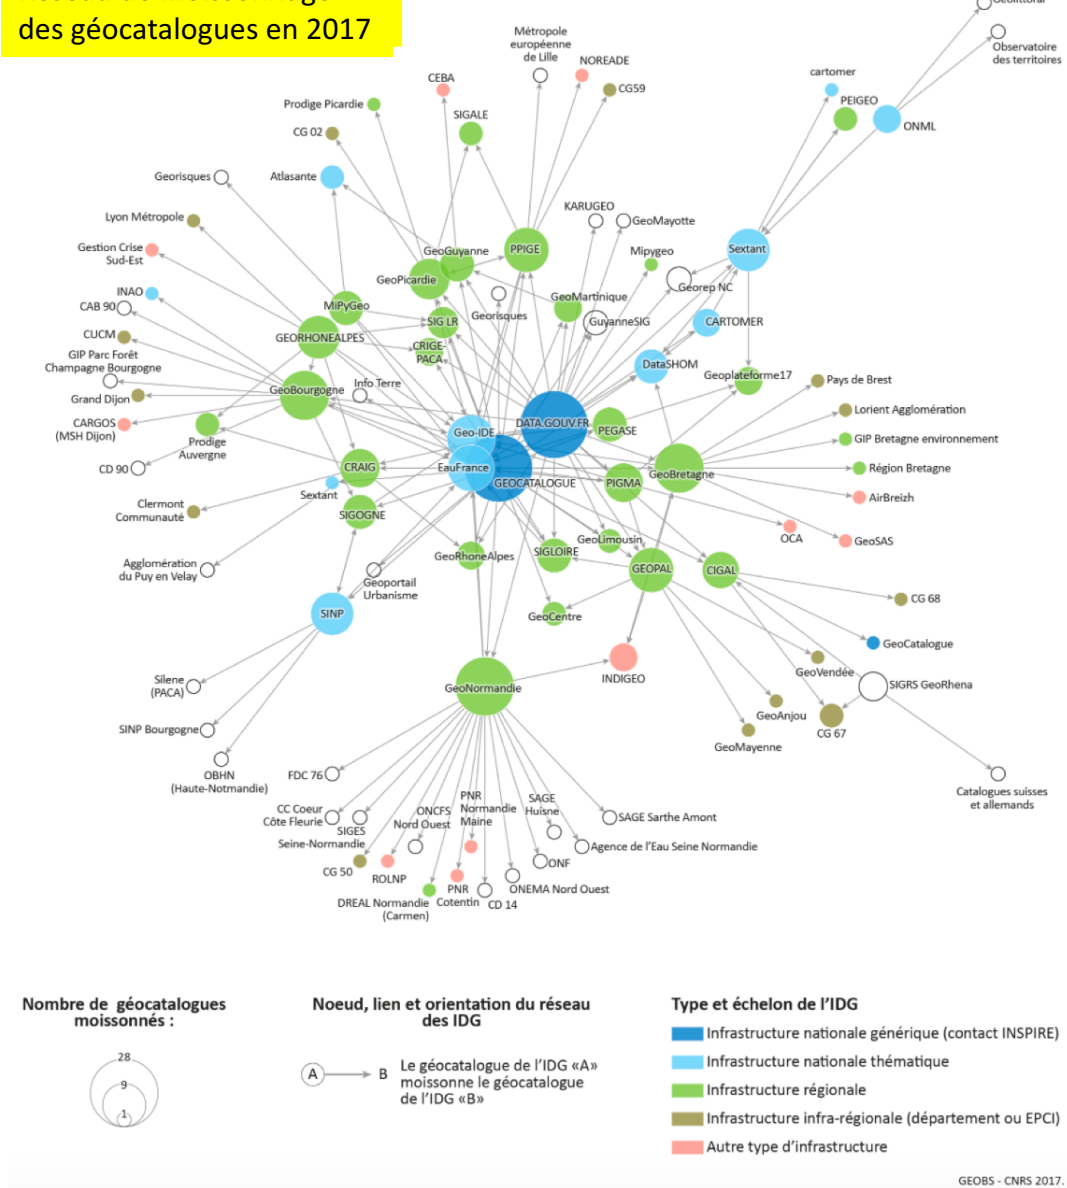 des géocatalogues en 2017
Observatoire
des territoires
Métropole
européenne
de Lille
NOREADE
CG59
CEBA
cartomer
PEIGEO
ONML
Prodige Picardie
SIGALE
CG 02
Georisques
Atlasante
Lyon Métropole
KARUGEO
GeoMayotte
Gestion Crise
Sud-Est
GeoGuyanne
PPIGE
Mipygeo
Sextant
GeoPicardie
Georep NC
INAO
CAB 90
MiPyGeo
Georisques
GeoMartinique
GuyanneSIG
CARTOMER
SIG LR
CUCM
GEORHONEALPES
CRIGE-
PACA
GIP Parc Forêt
Champagne Bourgogne
DataSHOM
Geoplateforme17
Pays de Brest
GeoBourgogne
Info Terre
Grand Dijon
Lorient Agglomération
CARGOS
(MSH Dijon)
Prodige
Auvergne
Geo-IDE
DATA.GOUV.FR
PEGASE
GIP Bretagne environnement
CD 90
CRAIG
EauFrance
GEOCATALOGUE
PIGMA
GeoBretagne
Région Bretagne
Sextant
AirBreizh
Clermont
Communauté
SIGOGNE
OCA
GeoSAS
GeoRhoneAlpes
SIGLOIRE
GeoLimousin
GEOPAL
CIGAL
Agglomération
du Puy en Velay
Geoportail
Urbanisme
CG 68
SINP
GeoCentre
GeoCatalogue
Silene
(PACA)
GeoNormandie
INDIGEO
GeoVendée
SIGRS GeoRhena
SINP Bourgogne
GeoAnjou
CG 67
GeoMayenne
OBHN
(Haute-Notmandie)
FDC 76
Catalogues suisses
et allemands
CC Coeur
Côte Fleurie
SIGES
Seine-Normandie
ONCFS
Nord Ouest
PNR
Normandie
Maine
SAGE
Huisne
SAGE Sarthe Amont
Agence de l'Eau Seine Normandie
CG 50
ROLNP
ONF
DREAL Normandie
(Carmen)
PNR
Cotentin
CD 14
ONEMA Nord Ouest
Nombre de géocatalogues
moissonnés :
28
9
1
Noeud, lien et orientation du réseau
des IDG
A
B
Le géocatalogue de l'IDG «A»
moissonne le géocatalogue
de l'IDG «B»
Type et échelon de l'IDG
Infrastructure nationale générique (contact INSPIRE)
Infrastructure nationale thématique
Infrastructure régionale
Infrastructure infra-régionale (département ou EPCI)
Autre type d'infrastructure
GEOBS - CNRS 2017.